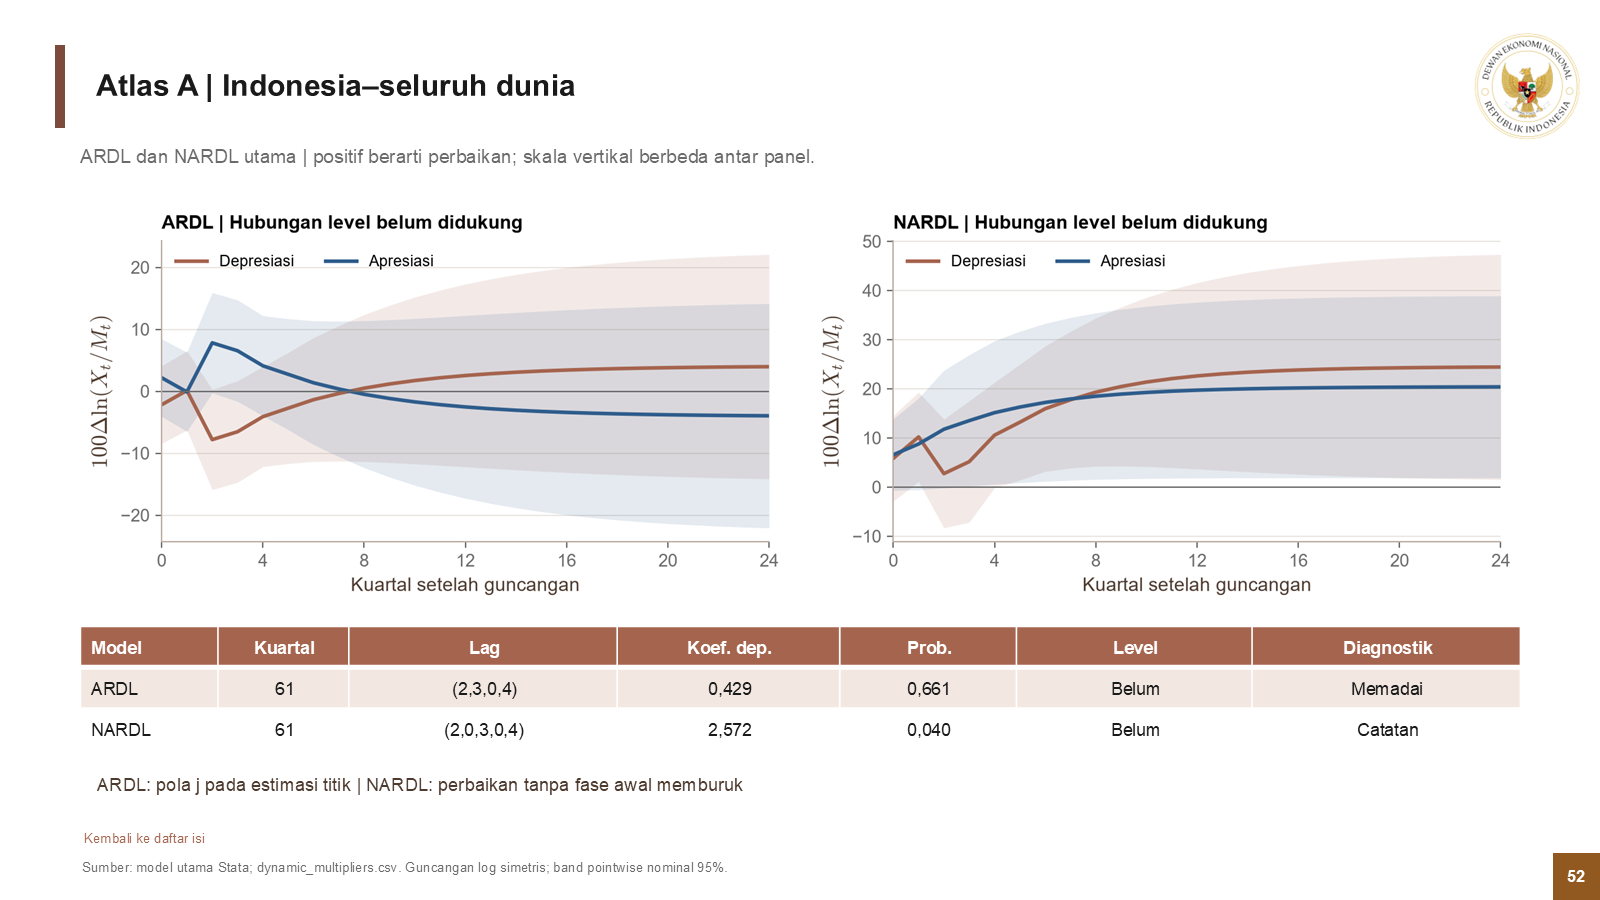 Atlas A | Indonesia–seluruh dunia
DEWAN EKONOMI NASIONAL
REPUBLIK INDONESIA
ARDL dan NARDL utama | positif berarti perbaikan; skala vertikal berbeda antar panel.
ARDL | Hubungan level belum didukung
Depresiasi Apresiasi
100Δln(Xₜ/Mₜ)
20
10
0
−10
−20
0 4 8 12 16 20 24
Kuartal setelah guncangan
NARDL | Hubungan level belum didukung
Depresiasi Apresiasi
100Δln(Xₜ/Mₜ)
50
40
30
20
10
0
−10
0 4 8 12 16 20 24
Kuartal setelah guncangan
Model Kuartal Lag Koef. dep. Prob. Level Diagnostik
ARDL 61 (2,3,0,4) 0,429 0,661 Belum Memadai
NARDL 61 (2,0,3,0,4) 2,572 0,040 Belum Catatan
ARDL: pola j pada estimasi titik | NARDL: perbaikan tanpa fase awal memburuk
Kembali ke daftar isi
Sumber: model utama Stata; dynamic_multipliers.csv. Guncangan log simetris; band pointwise nominal 95%.
52